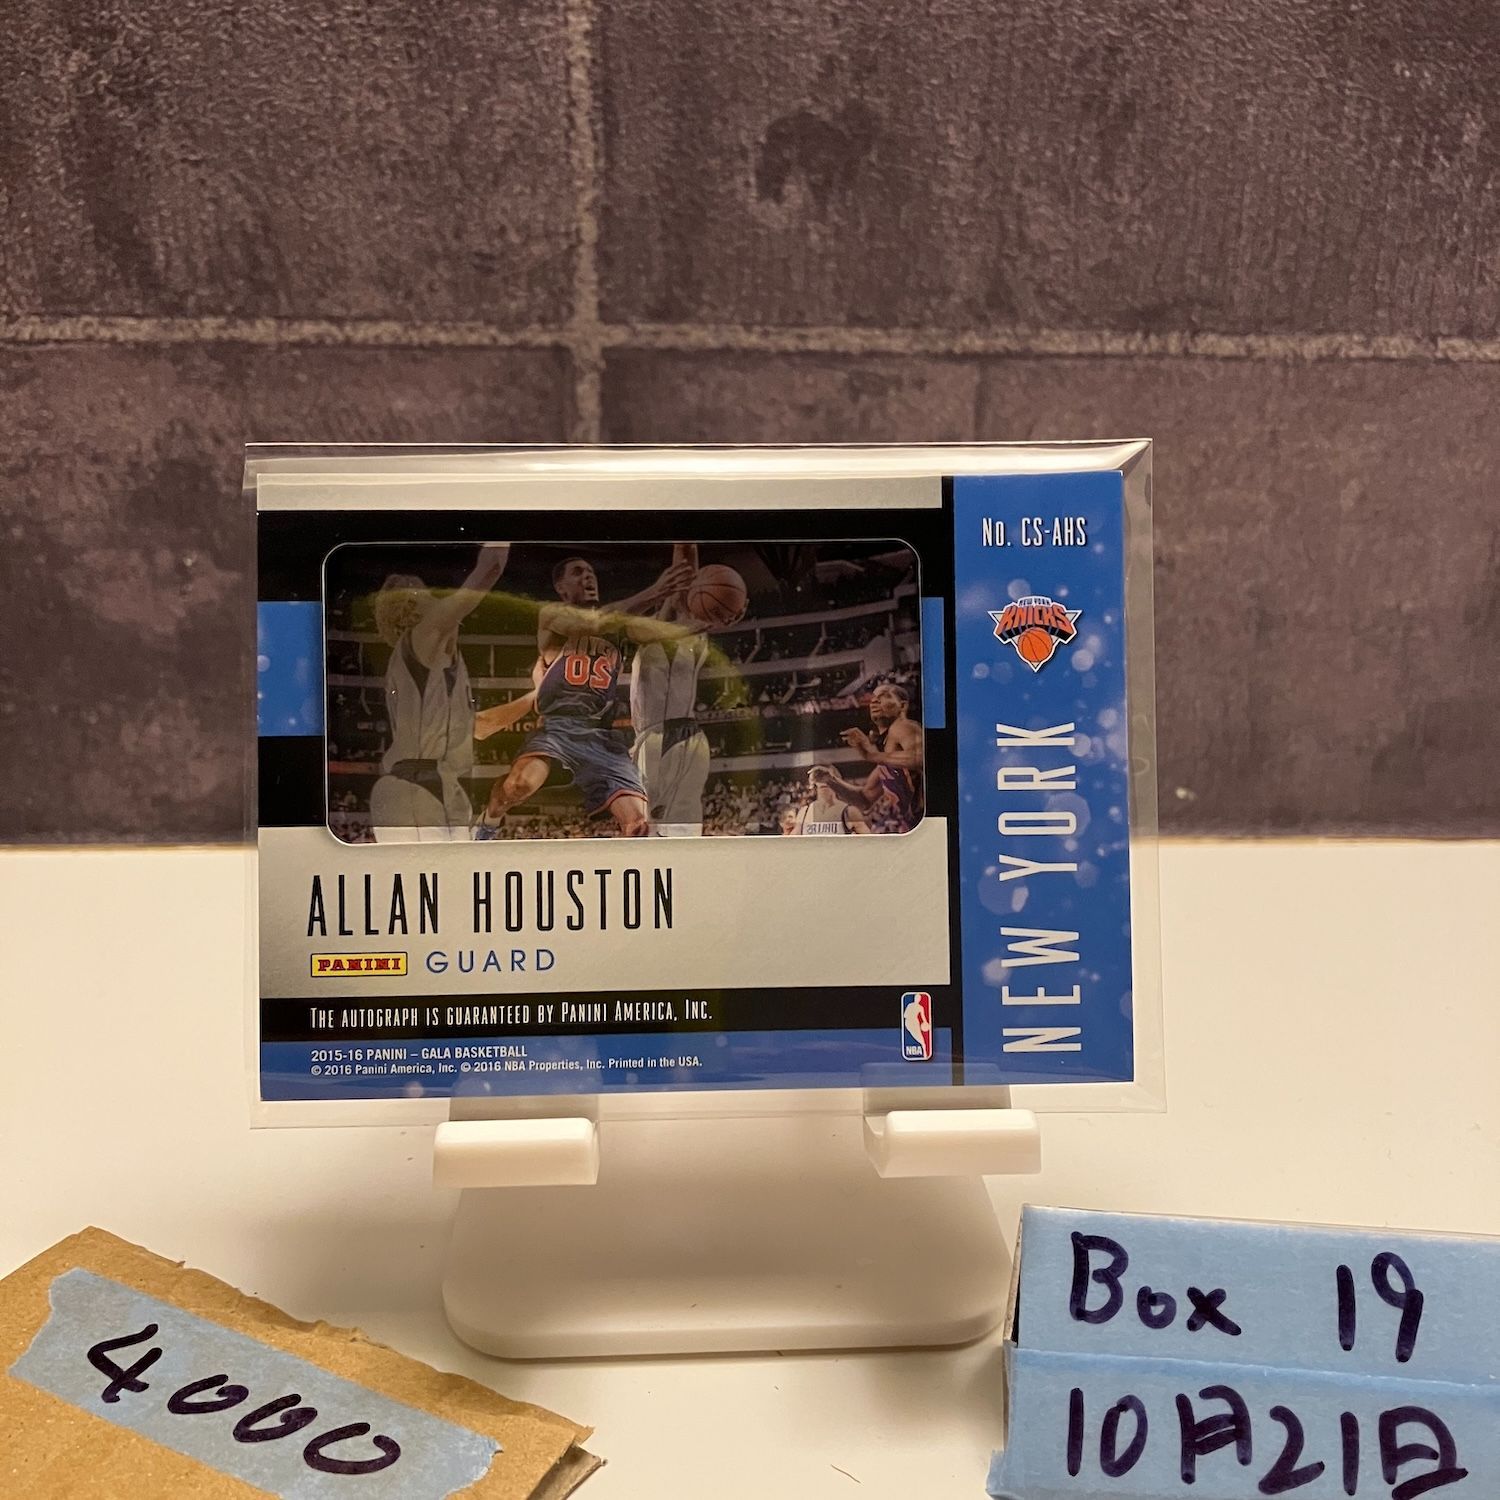 No. CS-AHS
NEW YORK
KNICKS
NEW YORK
20
ALLAN HOUSTON
PANINI GUARD
THE AUTOGRAPH IS GUARANTEED BY PANINI AMERICA, INC.
NBA
2015-16 PANINI – GALA BASKETBALL
© 2016 Panini America, Inc. © 2016 NBA Properties, Inc. Printed in the USA.
4000
Box 19
10月21日